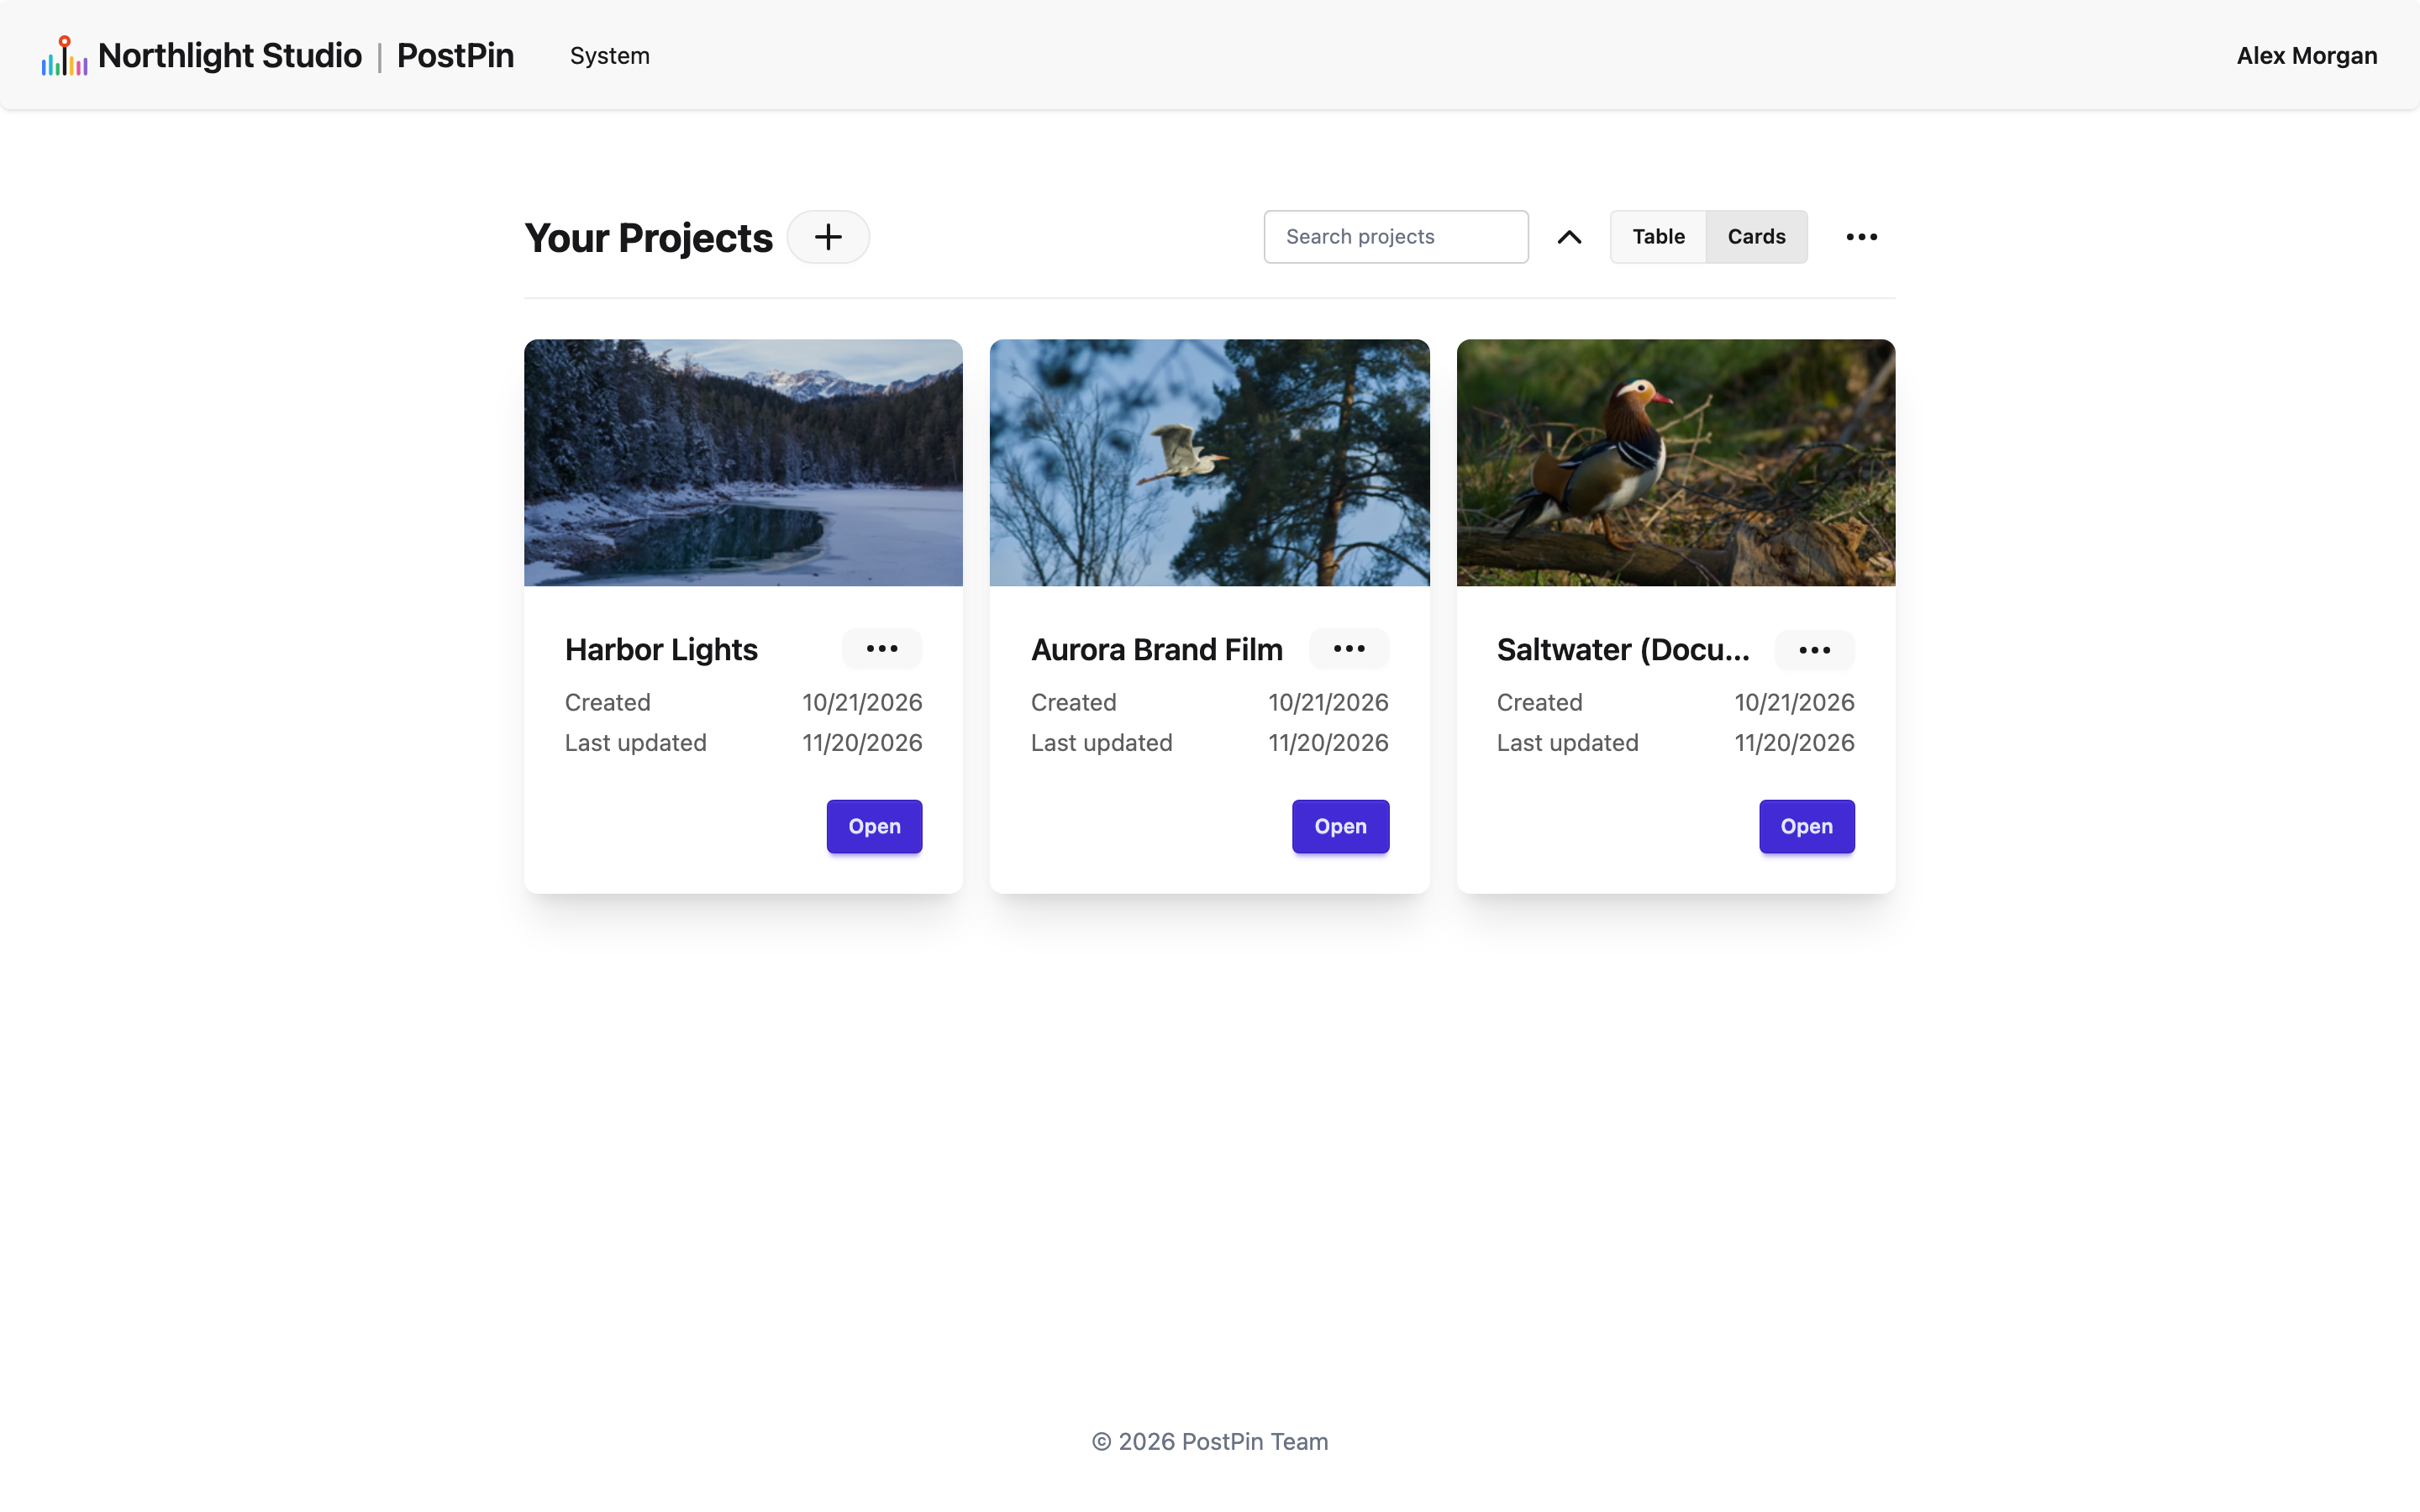 Northlight Studio | PostPin
System
Alex Morgan
Your Projects
Search projects
Table
Cards
Harbor Lights
Created 10/21/2026
Last updated 11/20/2026
Open
Aurora Brand Film
Created 10/21/2026
Last updated 11/20/2026
Open
Saltwater (Docu...
Created 10/21/2026
Last updated 11/20/2026
Open
© 2026 PostPin Team